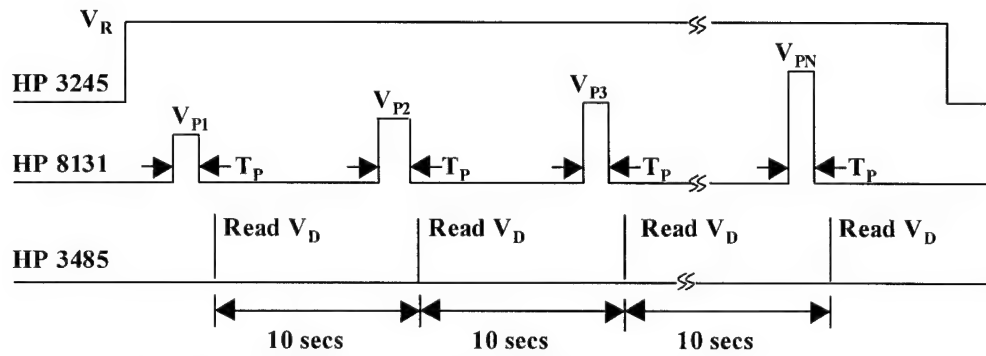 V_R
HP 3245
V_P1
V_P2
V_P3
V_PN
HP 8131
T_P
T_P
T_P
T_P
Read V_D
Read V_D
Read V_D
Read V_D
HP 3485
10 secs
10 secs
10 secs